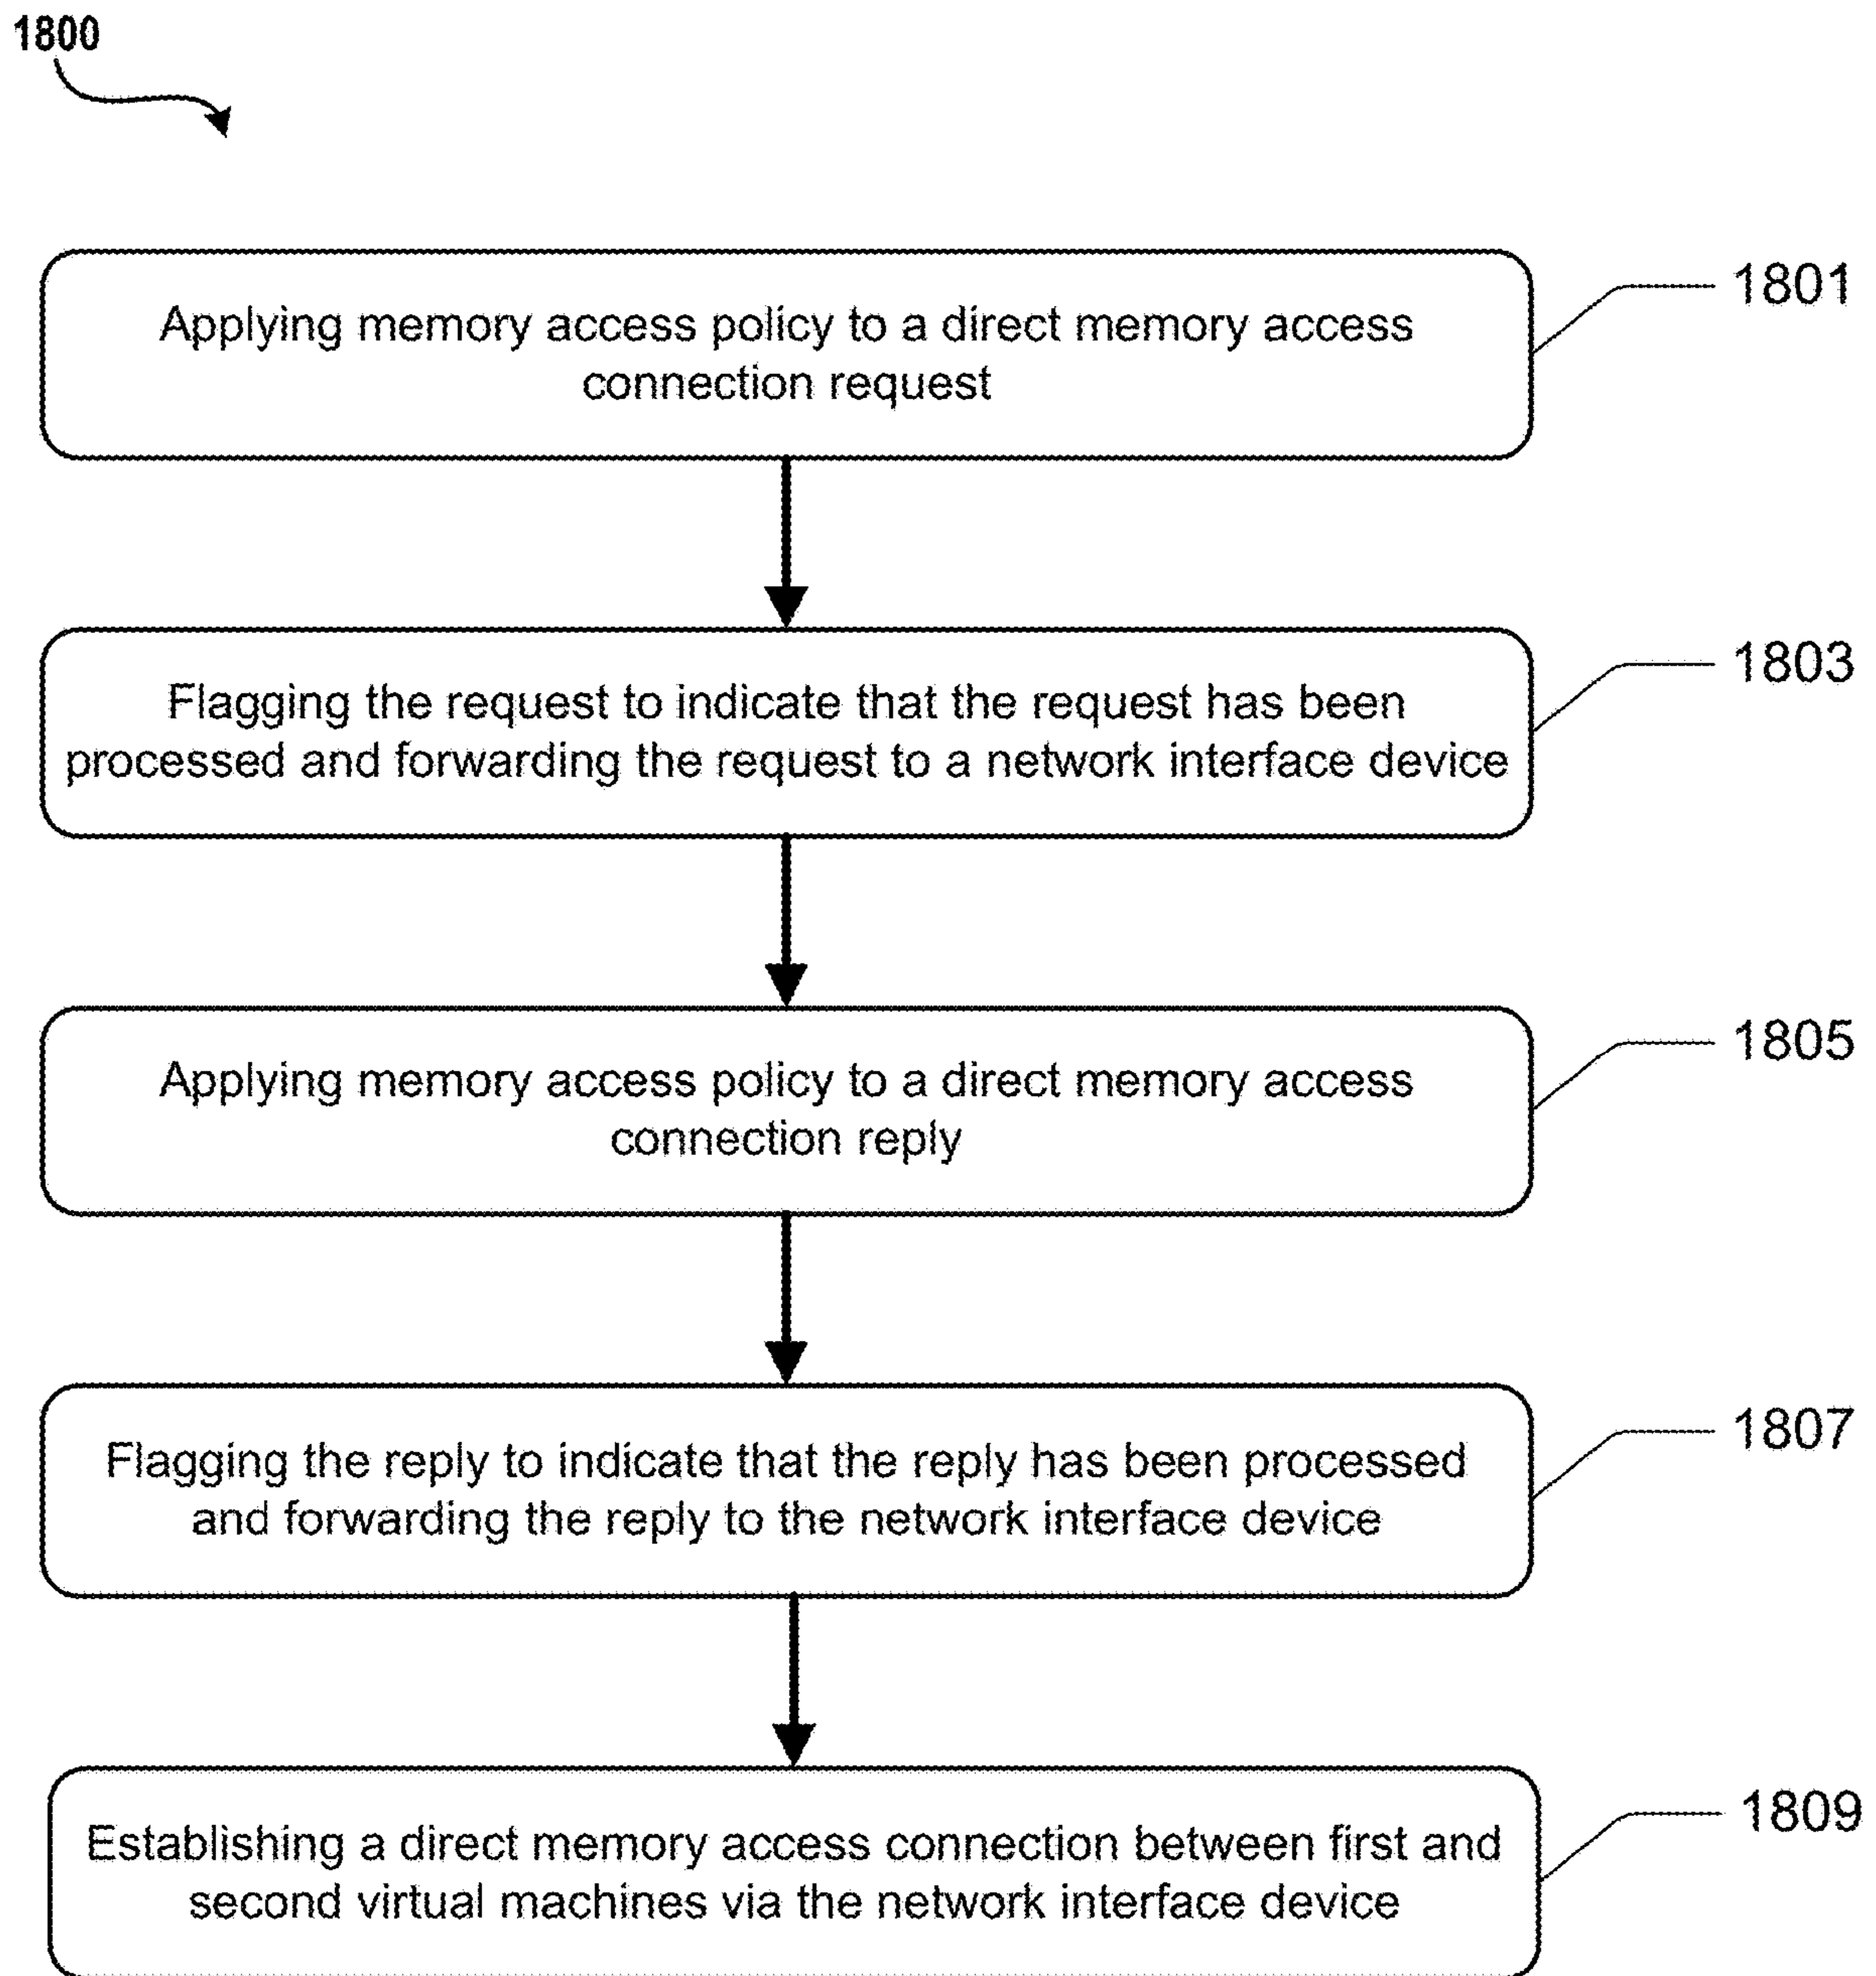 1800
Applying memory access policy to a direct memory access
connection request
1801
Flagging the request to indicate that the request has been
processed and forwarding the request to a network interface device
1803
Applying memory access policy to a direct memory access
connection reply
1805
Flagging the reply to indicate that the reply has been processed
and forwarding the reply to the network interface device
1807
Establishing a direct memory access connection between first and
second virtual machines via the network interface device
1809